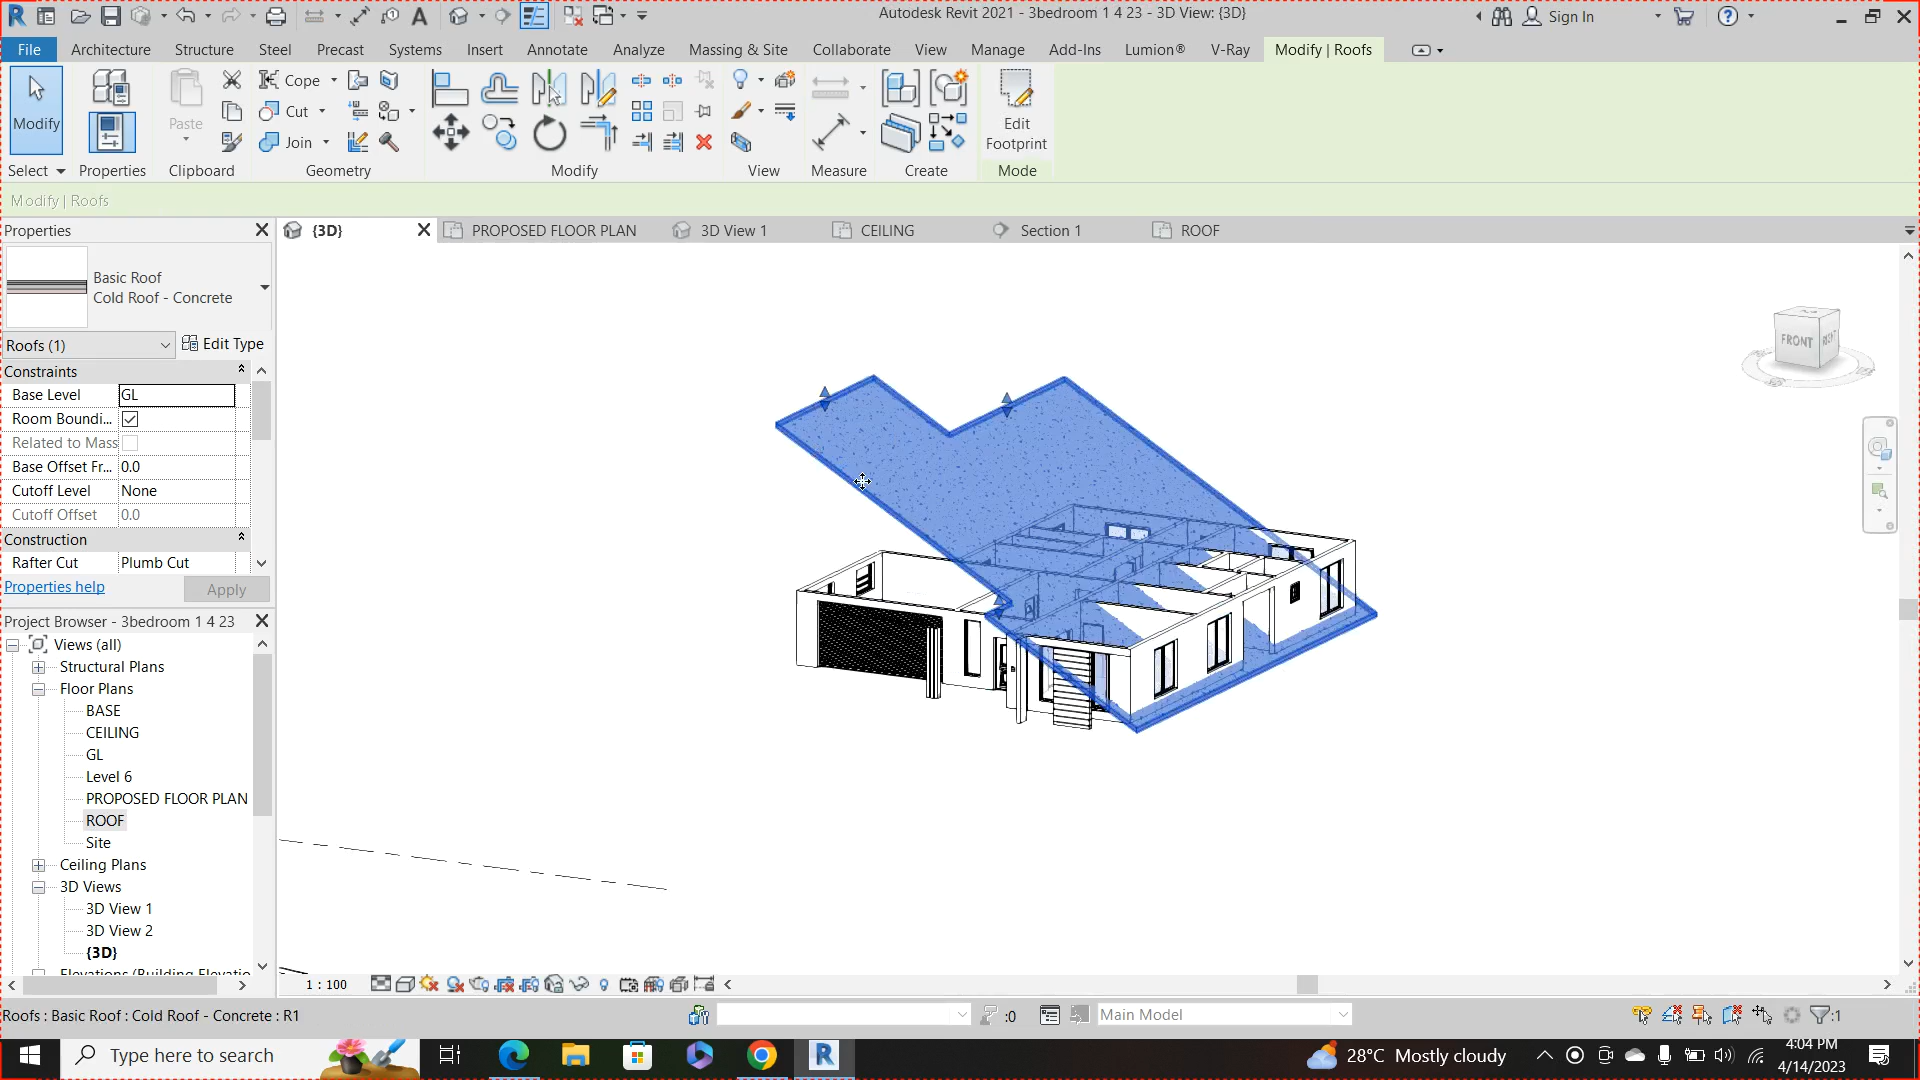 Autodesk Revit 2021 - 3bedroom 1 4 23 - 3D View: {3D}
Sign In
File Architecture Structure Steel Precast Systems Insert Annotate Analyze Massing & Site Collaborate View Manage Add-Ins Lumion® V-Ray Modify | Roofs
Modify
Paste
Cope
Cut
Join
Edit
Footprint
Select Properties Clipboard Geometry Modify View Measure Create Mode
Modify | Roofs
Properties
{3D} PROPOSED FLOOR PLAN 3D View 1 CEILING Section 1 ROOF
Basic Roof
Cold Roof - Concrete
Roofs (1)
Edit Type
Constraints
Base Level GL
Room Boundi...
Related to Mass
Base Offset Fr... 0.0
Cutoff Level None
Cutoff Offset 0.0
Construction
Rafter Cut Plumb Cut
Properties help
Apply
FRONT
RIGHT
Project Browser - 3bedroom 1 4 23
Views (all)
Structural Plans
Floor Plans
BASE
CEILING
GL
Level 6
PROPOSED FLOOR PLAN
ROOF
Site
Ceiling Plans
3D Views
3D View 1
3D View 2
{3D}
Elevations (Building Elevatio
1 : 100
Roofs : Basic Roof : Cold Roof - Concrete : R1
:0
Main Model
:1
Type here to search
28°C Mostly cloudy
4:04 PM
4/14/2023